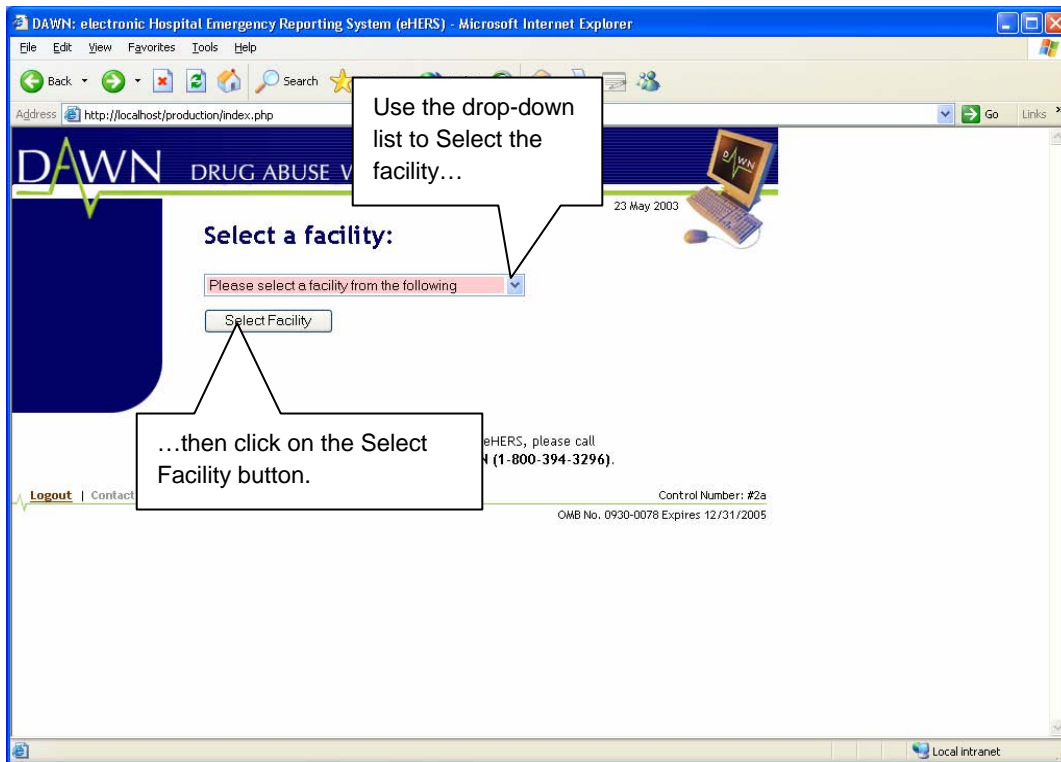 DAWN: electronic Hospital Emergency Reporting System (eHERS) - Microsoft Internet Explorer
File Edit View Favorites Tools Help
Back Search
Address http://localhost/production/index.php Go Links »
DAWN DRUG ABUSE
DAWN
23 May 2003
Use the drop-down
list to Select the
facility…
Select a facility:
Please select a facility from the following
Select Facility
…then click on the Select
Facility button.
eHERS, please call
(1-800-394-3296).
Logout | Contact
Control Number: #2a
OMB No. 0930-0078 Expires 12/31/2005
Local intranet